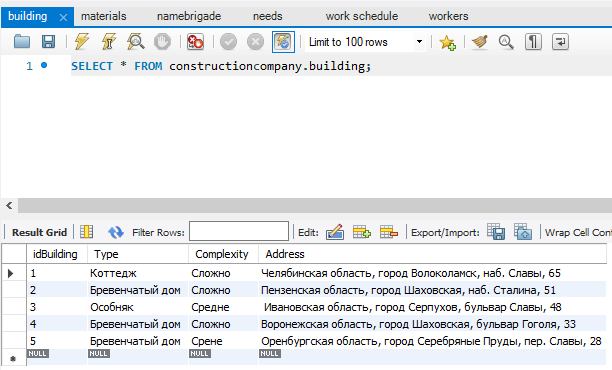 building materials namebrigade needs work schedule workers
Limit to 100 rows
1 SELECT * FROM constructioncompany.building;
Result Grid Filter Rows: Edit: Export/Import: Wrap Cell Cont
idBuilding Type Complexity Address
1 Коттедж Сложно Челябинская область, город Волоколамск, наб. Славы, 65
2 Бревенчатый дом Сложно Пензенская область, город Шаховская, наб. Сталина, 51
3 Особняк Средне Ивановская область, город Серпухов, бульвар Славы, 48
4 Бревенчатый дом Сложно Воронежская область, город Шаховская, бульвар Гоголя, 33
5 Бревенчатый дом Срене Оренбургская область, город Серебряные Пруды, пер. Славы, 28
NULL NULL NULL NULL